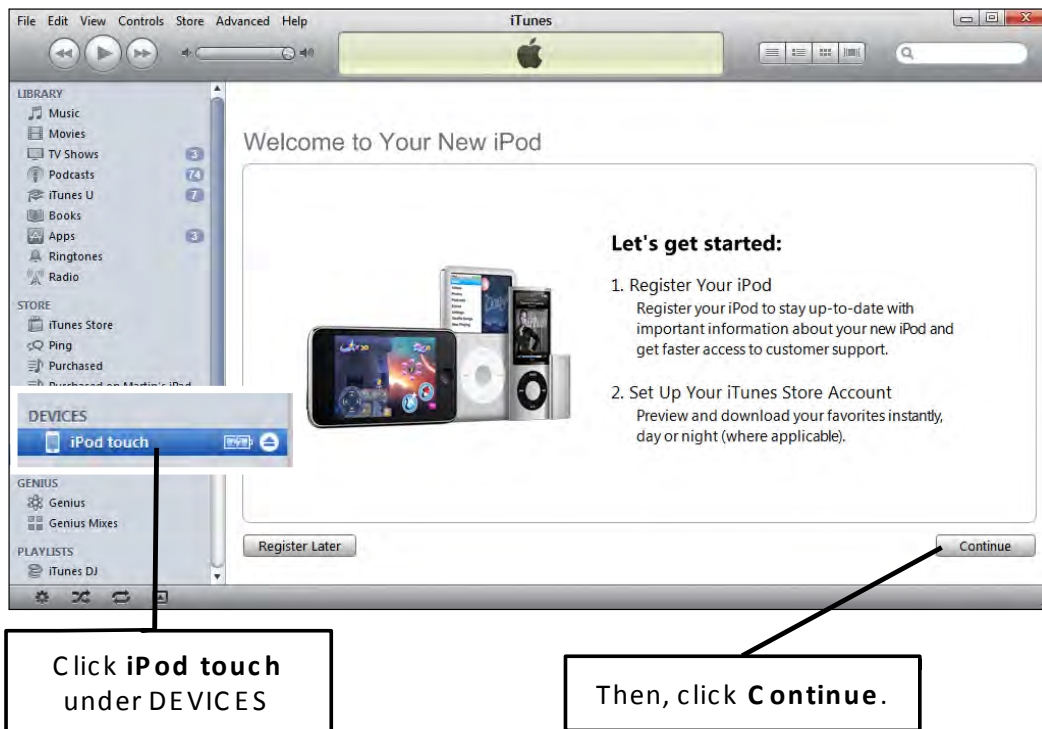 File Edit View Controls Store Advanced Help
iTunes
LIBRARY
Music
Movies
TV Shows 3
Podcasts 74
iTunes U 7
Books
Apps 3
Ringtones
Radio
STORE
iTunes Store
Ping
Purchased
Purchased on Martin's iPad
DEVICES
iPod touch
GENIUS
Genius
Genius Mixes
PLAYLISTS
iTunes DJ
Welcome to Your New iPod
Let's get started:
1. Register Your iPod
Register your iPod to stay up-to-date with
important information about your new iPod and
get faster access to customer support.
2. Set Up Your iTunes Store Account
Preview and download your favorites instantly,
day or night (where applicable).
Register Later
Continue
Click iPod touch
under DEVICES
Then, click Continue.